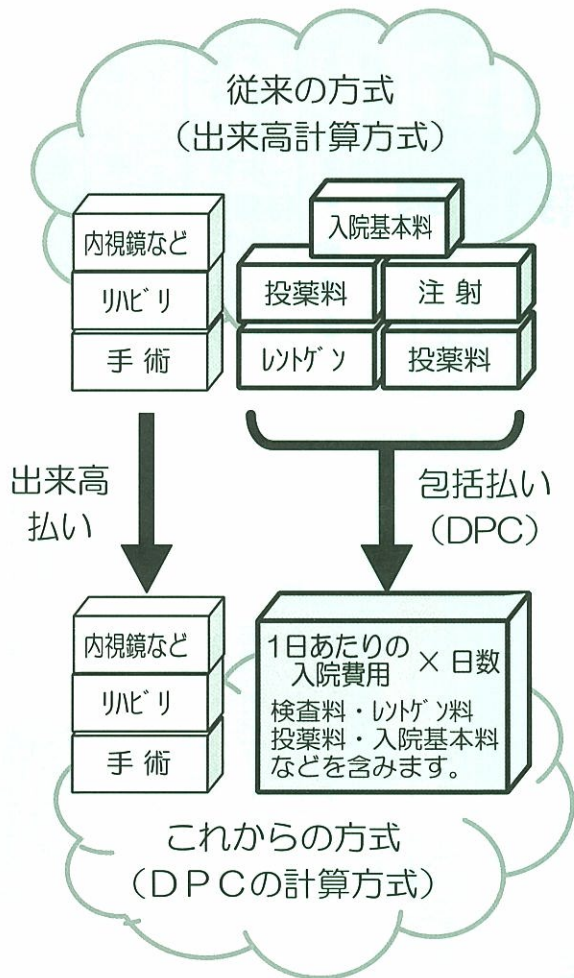 従来の方式
（出来高計算方式）
内視鏡など
ﾘﾊﾋﾞﾘ
手術
入院基本料
投薬料
注射
ﾚﾝﾄｹﾞﾝ
投薬料
出来高
払い
包括払い
（DPC）
内視鏡など
ﾘﾊﾋﾞﾘ
手術
1日あたりの
入院費用
× 日数
検査料・ﾚﾝﾄｹﾞﾝ料
投薬料・入院基本料
などを含みます。
これからの方式
（DPCの計算方式）